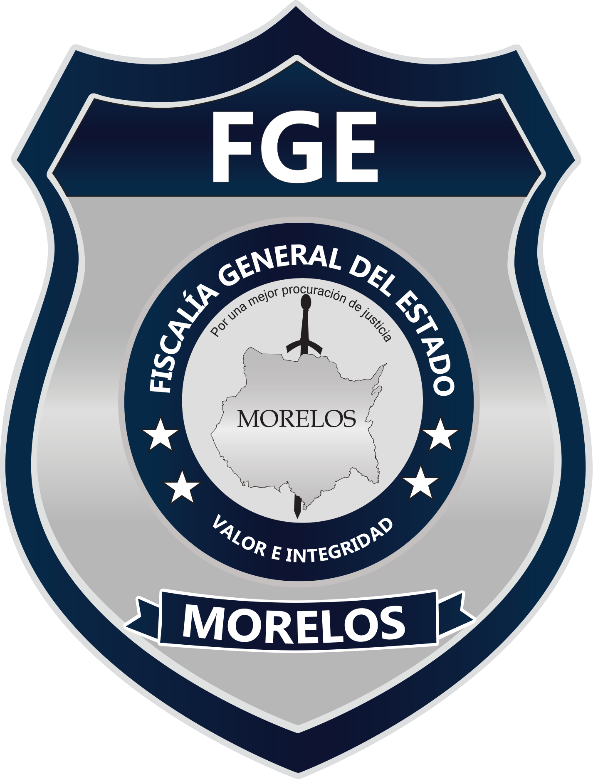 FGE
FISCALÍA GENERAL DEL ESTADO
Por una mejor procuración de justicia
MORELOS
VALOR E INTEGRIDAD
MORELOS